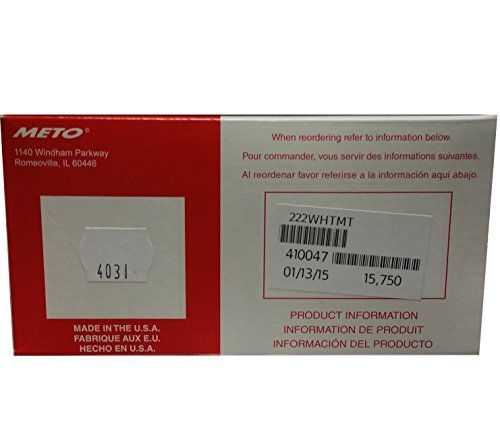 METO®
1140 Windham Parkway
Romeoville, IL 60446
4031-
MADE IN THE U.S.A.
FABRIQUE AUX E.U.
HECHO EN U.S.A.
When reordering refer to information below.
Pour commander, vous servir des informations suivantes.
Al reordenar favor referirse a la información aqui abajo.
222WHTMT
410047
01/13/15 15,750
PRODUCT INFORMATION
INFORMATION DE PRODUIT
INFORMACIÓN DEL PRODUCTO